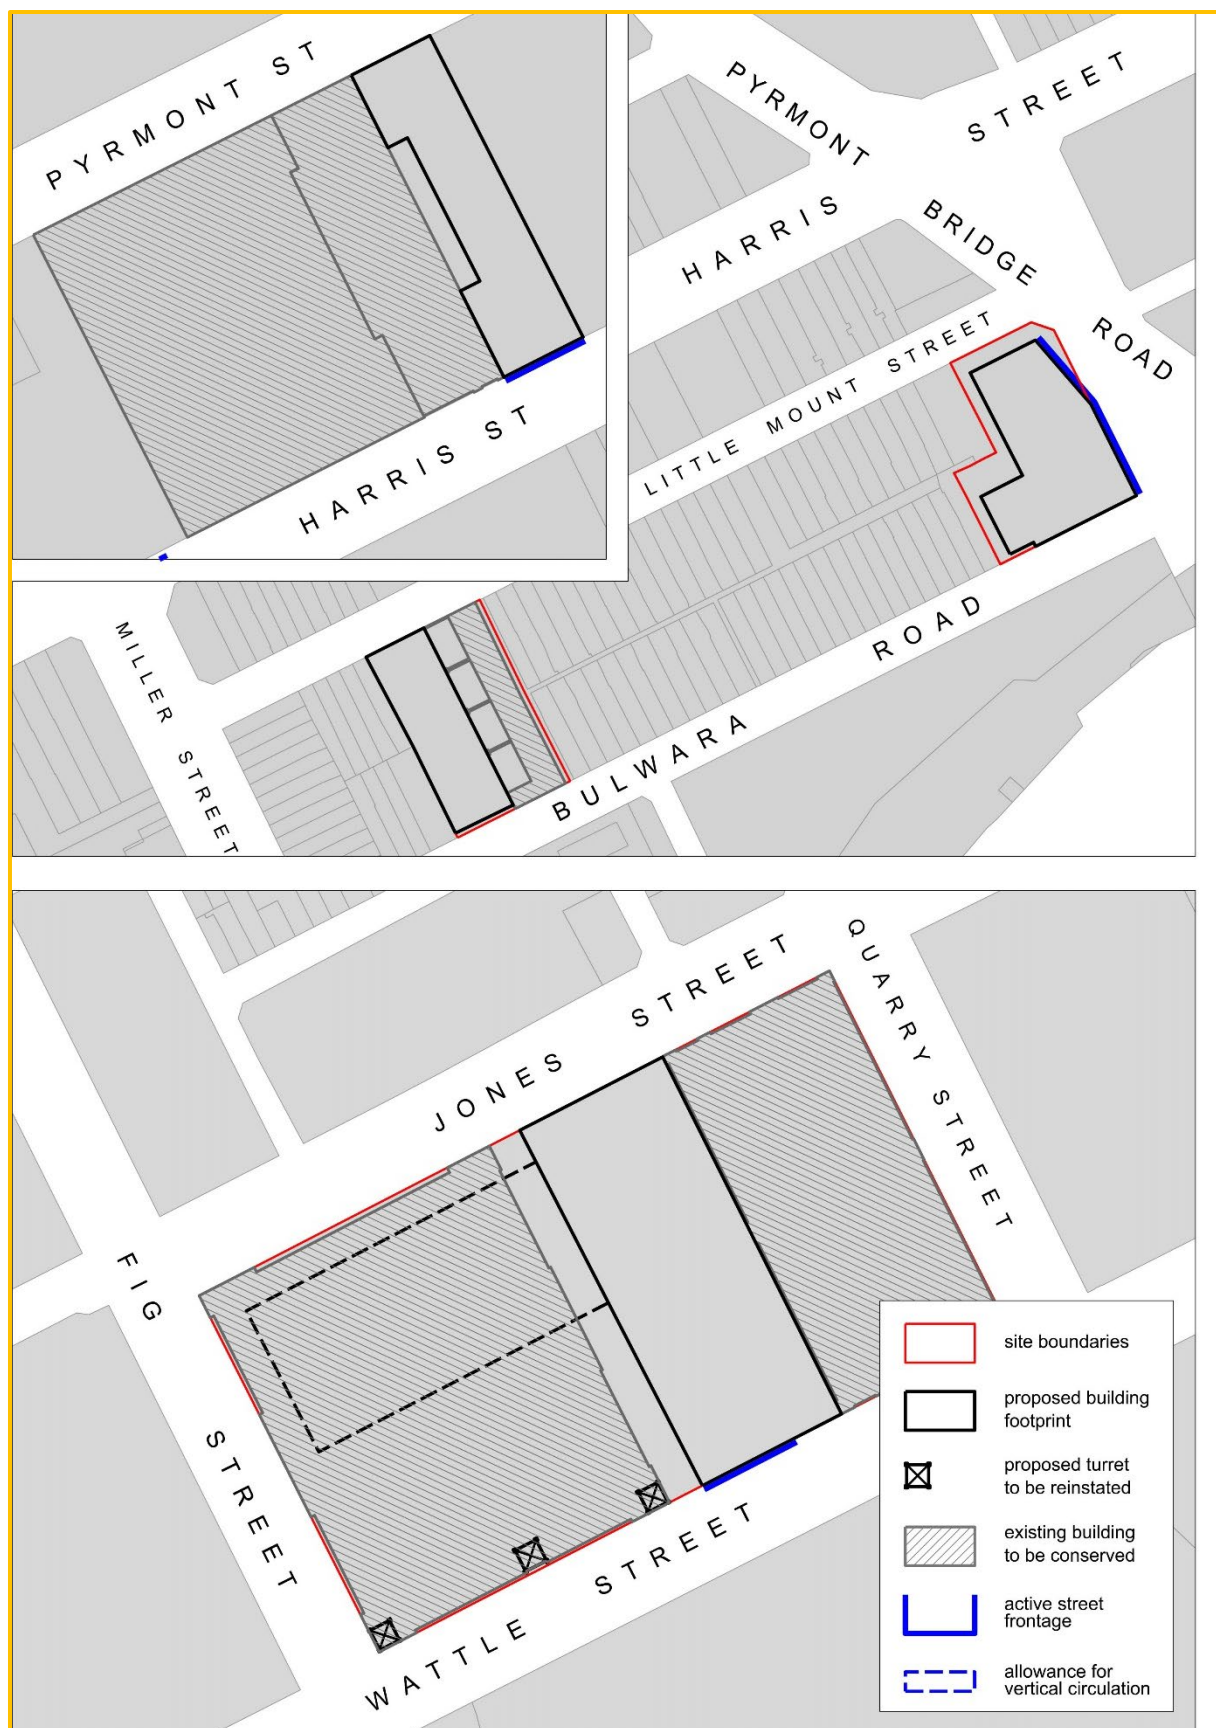 PYRMONT ST
HARRIS ST
PYRMONT
BRIDGE
ROAD
HARRIS STREET
LITTLE MOUNT STREET
MILLER STREET
BULWARA ROAD
JONES STREET
QUARRY STREET
FIG STREET
WATTLE STREET
site boundaries
proposed building
footprint
proposed turret
to be reinstated
existing building
to be conserved
active street
frontage
allowance for
vertical circulation